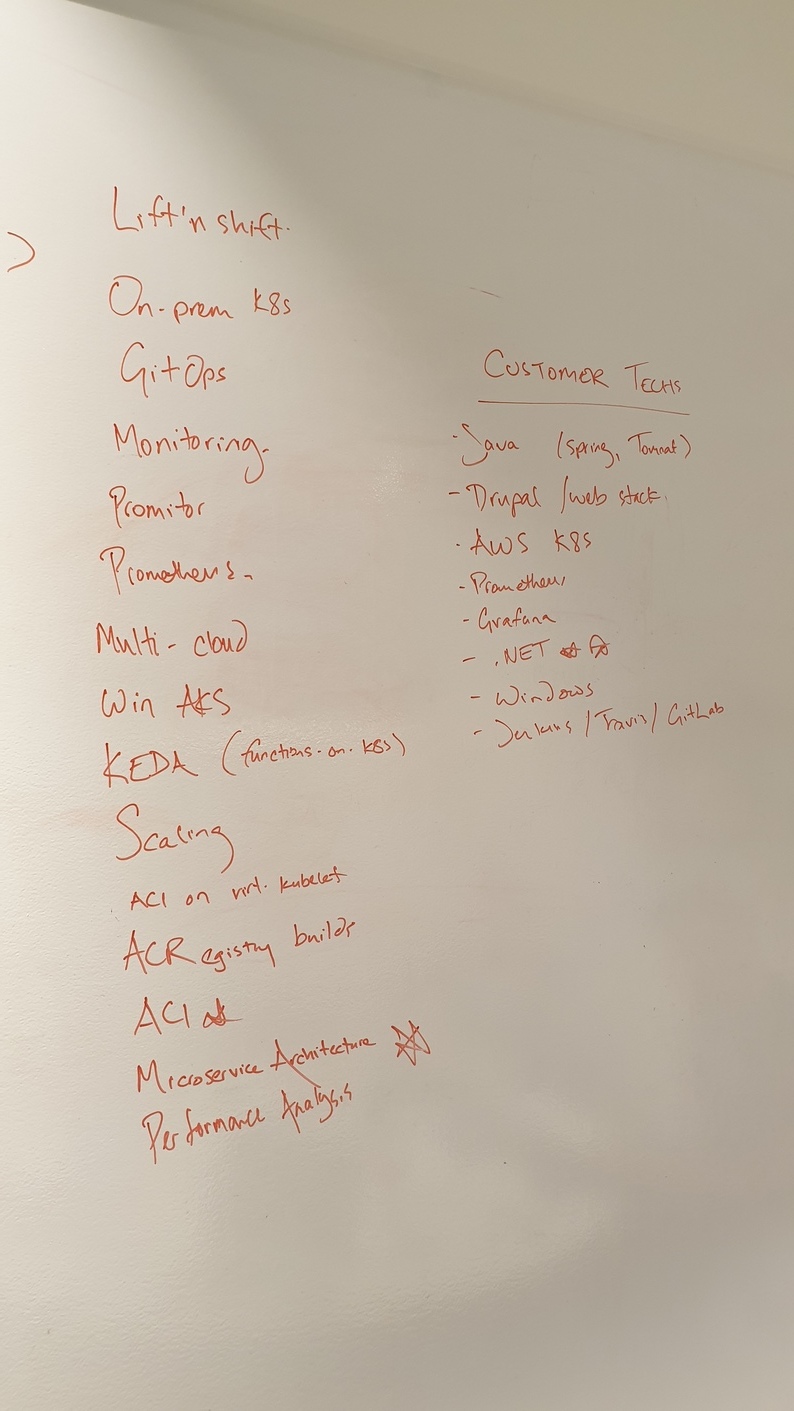 Lift'n shift.
On-prem K8s
GitOps
Monitoring
Promitor
Prometheus
Multi-cloud
Win AKS
KEDA (functions-on-K8s)
Scaling
ACI on virt. kubelet
ACRegistry builds
ACI
Microservice Architecture
Performance Analysis
CUSTOMER TECHS
- Java (Spring, Tomcat)
- Drupal /web stack
- AWS K8s
- Prometheus
- Grafana
- .NET
- Windows
- Jenkins / Travis / GitLab